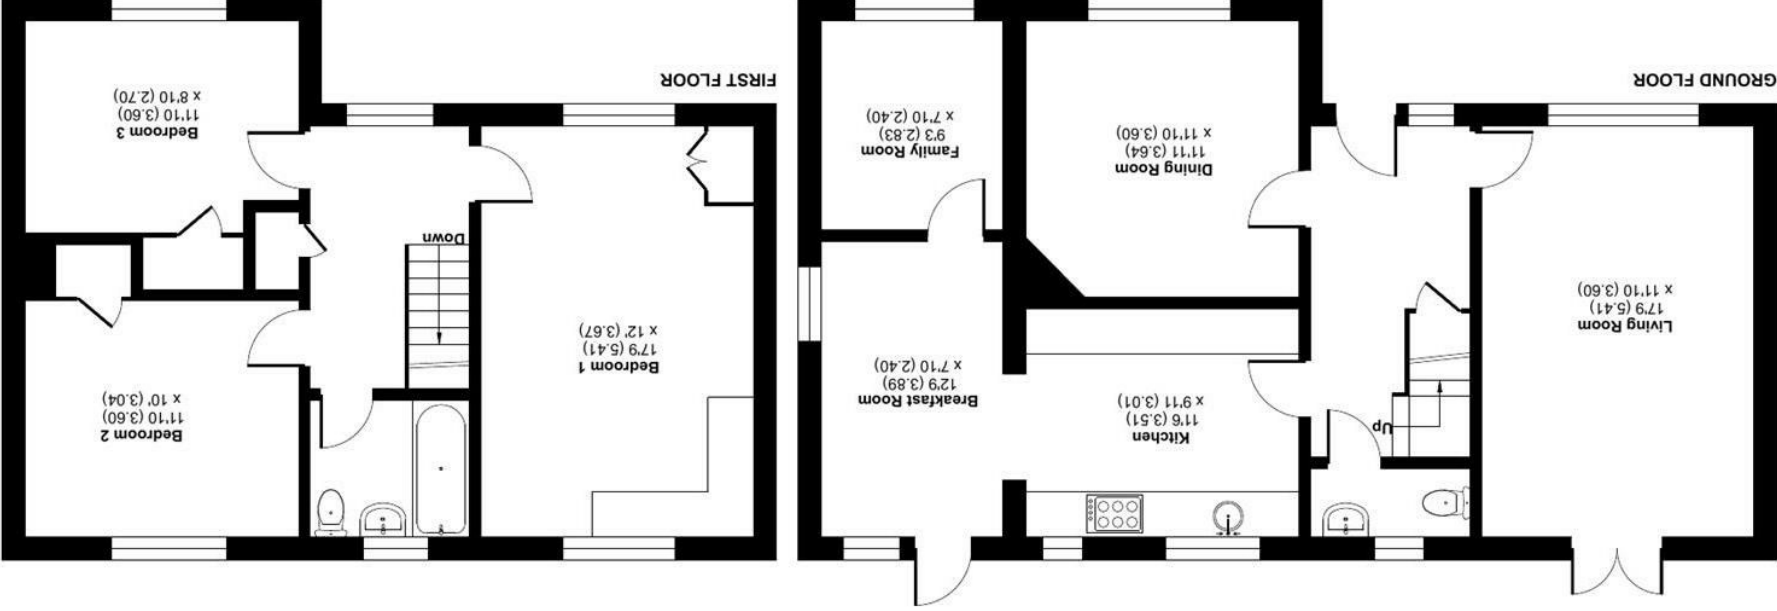 GROUND FLOOR
Living Room
17'9 (5.41)
x 11'10 (3.60)
Up
Kitchen
11'6 (3.51)
x 9'11 (3.01)
Breakfast Room
12'9 (3.89)
x 7'10 (2.40)
Dining Room
11'11 (3.64)
x 11'10 (3.60)
Family Room
9'3 (2.83)
x 7'10 (2.40)
FIRST FLOOR
Bedroom 1
17'9 (5.41)
x 12' (3.67)
Down
Bedroom 2
11'10 (3.60)
x 10' (3.04)
Bedroom 3
11'10 (3.60)
x 8'10 (2.70)